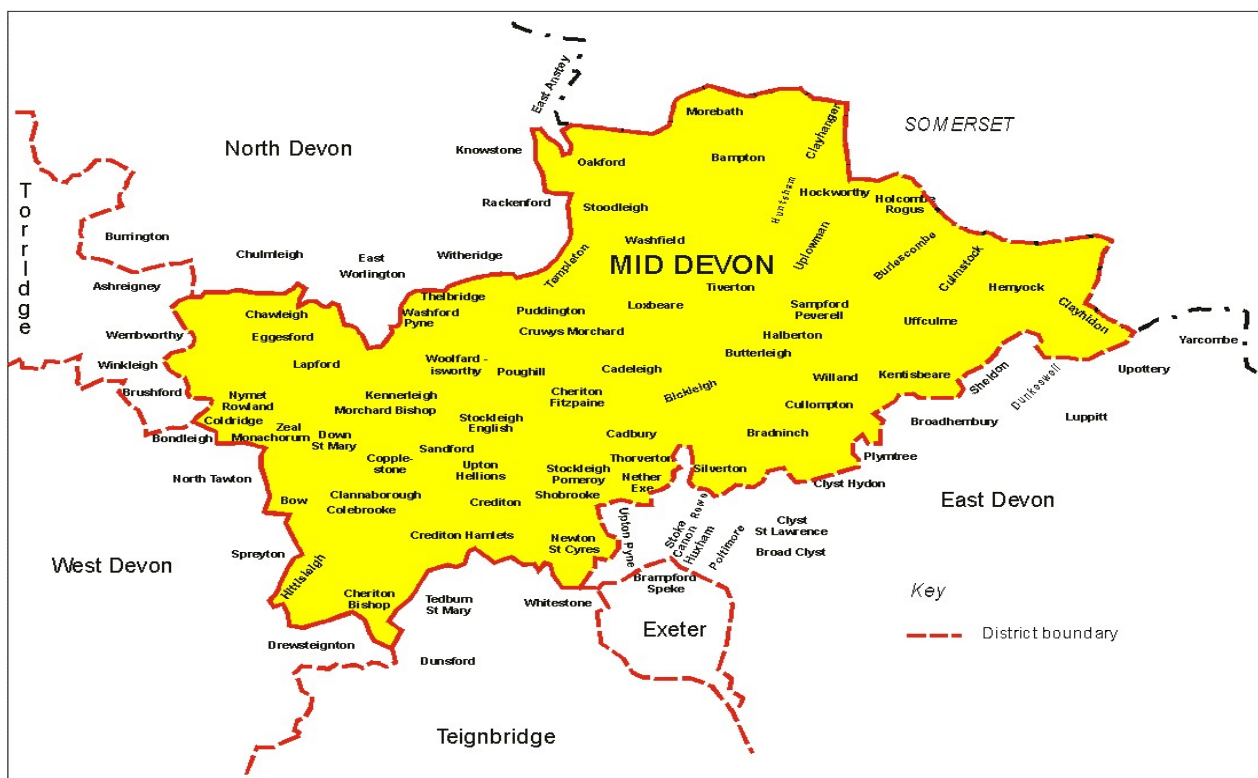 East Anstey
Morebath
Clayhanger
SOMERSET
North Devon
Knowstone
Oakford
Bampton
Torridge
Rackenford
Stoodleigh
Huntsham
Hockworthy
Holcombe
Rogus
Burrington
Chulmleigh
East
Worlington
Witheridge
Washfield
Templeton
MID DEVON
Uplowman
Burlescombe
Culmstock
Ashreigney
Thelbridge
Tiverton
Hemyock
Clayhidon
Chawleigh
Washford
Pyne
Puddington
Loxbeare
Sampford
Peverell
Wembworthy
Eggesford
Cruwys Morchard
Halberton
Uffculme
Yarcombe
Winkleigh
Lapford
Woolfard -
isworthy
Poughill
Cadeleigh
Butterleigh
Willand
Kentisbeare
Sheldon
Dunkeswell
Upottery
Brushford
Nymet
Rowland
Kennerleigh
Morchard Bishop
Cheriton
Fitzpaine
Bickleigh
Cullompton
Broadhembury
Luppitt
Coldridge
Zeal
Monachorum
Down
St Mary
Stockleigh
English
Cadbury
Bradninch
Bondleigh
Sandford
Plymtree
North Tawton
Copple-
stone
Upton
Hellions
Stockleigh
Pomeroy
Thorverton
Nether
Exe
Silverton
Clyst Hydon
East Devon
Bow
Clannaborough
Colebrooke
Crediton
Shobrooke
Rewe
Stoke
Canon
Huxham
Poltimore
Clyst
St Lawrence
Broad Clyst
Upton Pyne
Crediton Hamlets
Newton
St Cyres
Spreyton
West Devon
Hittisleigh
Cheriton
Bishop
Tedburn
St Mary
Whitestone
Brampford
Speke
Key
District boundary
Exeter
Drewsteignton
Dunsford
Teignbridge